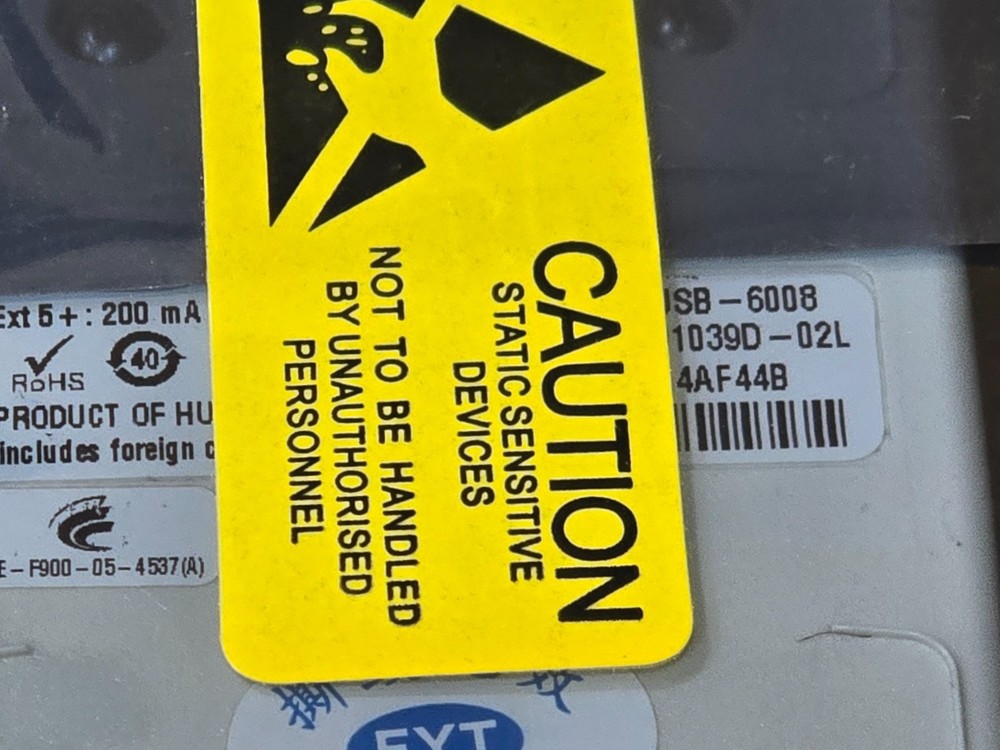 Ext 5+: 200 mA
40
RoHS
PRODUCT OF HU
includes foreign c
E-F900-05-4537(A)
CAUTION
STATIC SENSITIVE
DEVICES
NOT TO BE HANDLED
BY UNAUTHORISED
PERSONNEL
USB-6008
1039D-02L
4AF44B
EYT